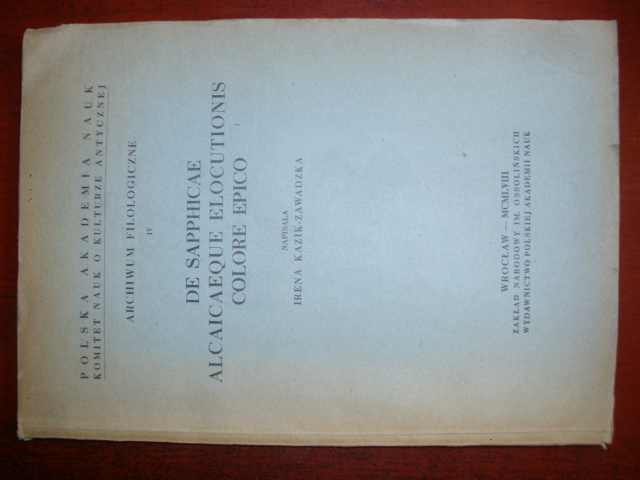 POLSKA AKADEMIA NAUK
KOMITET NAUK O KULTURZE ANTYCZNEJ
ARCHIWUM FILOLOGICZNE
IV
DE SAPPHICAE
ALCAICAEQUE ELOCUTIONIS
COLORE EPICO
NAPISAŁA
IRENA KAZIK-ZAWADZKA
WROCŁAW — MCMLVIII
ZAKŁAD NARODOWY IM. OSSOLIŃSKICH
WYDAWNICTWO POLSKIEJ AKADEMII NAUK